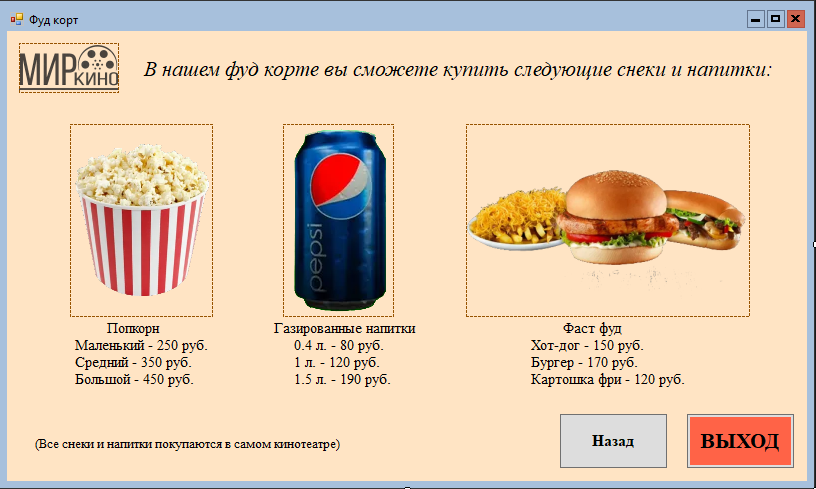 Фуд корт
МИР КИНО
В нашем фуд корте вы сможете купить следующие снеки и напитки:
pepsi
Попкорн
Маленький - 250 руб.
Средний - 350 руб.
Большой - 450 руб.
Газированные напитки
0.4 л. - 80 руб.
1 л. - 120 руб.
1.5 л. - 190 руб.
Фаст фуд
Хот-дог - 150 руб.
Бургер - 170 руб.
Картошка фри - 120 руб.
(Все снеки и напитки покупаются в самом кинотеатре)
Назад
ВЫХОД